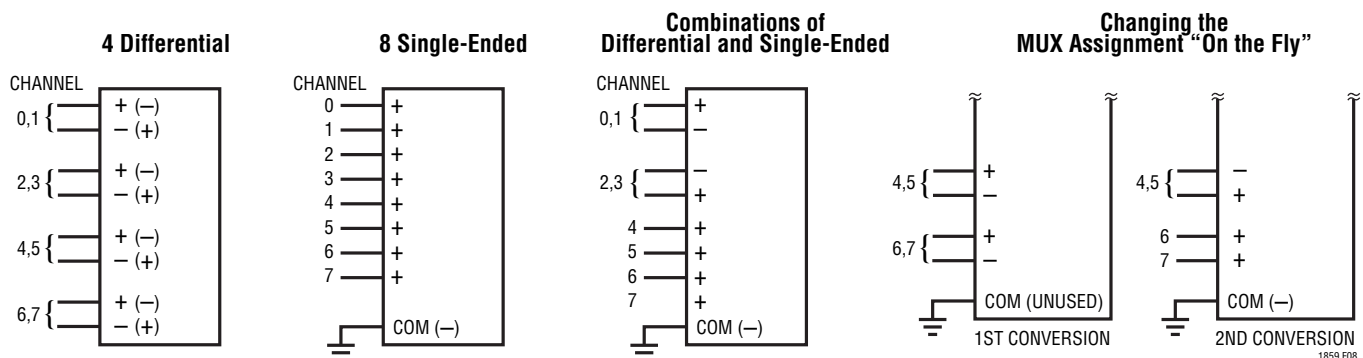 4 Differential
CHANNEL
0,1 { + (–)
– (+)
2,3 { + (–)
– (+)
4,5 { + (–)
– (+)
6,7 { + (–)
– (+)
8 Single-Ended
CHANNEL
0 +
1 +
2 +
3 +
4 +
5 +
6 +
7 +
COM (–)
Combinations of
Differential and Single-Ended
CHANNEL
0,1 { +
–
2,3 { –
+
4 +
5 +
6 +
7 +
COM (–)
Changing the
MUX Assignment “On the Fly”
4,5 { +
–
6,7 { +
–
COM (UNUSED)
1ST CONVERSION
4,5 { –
+
6 +
7 +
COM (–)
2ND CONVERSION
1859 F08